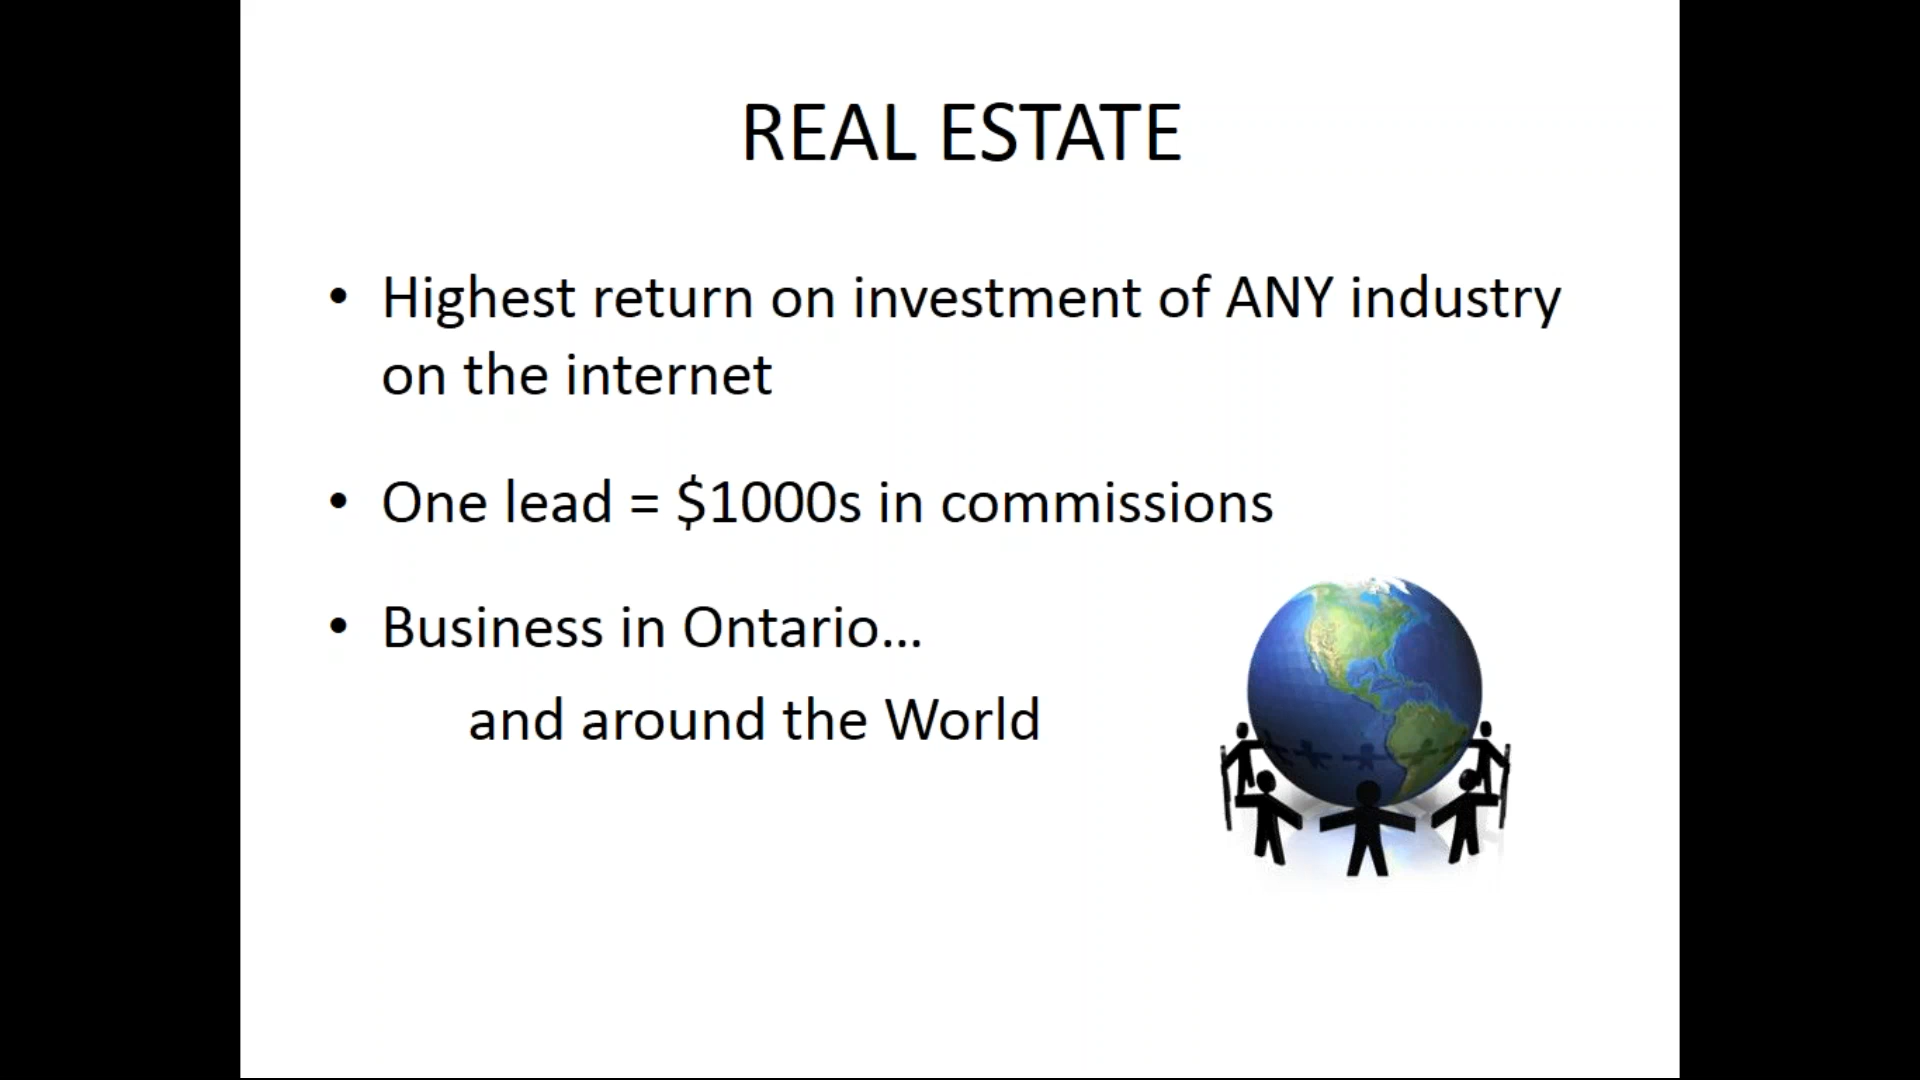 REAL ESTATE
• Highest return on investment of ANY industry
on the internet
• One lead = $1000s in commissions
• Business in Ontario...
and around the World